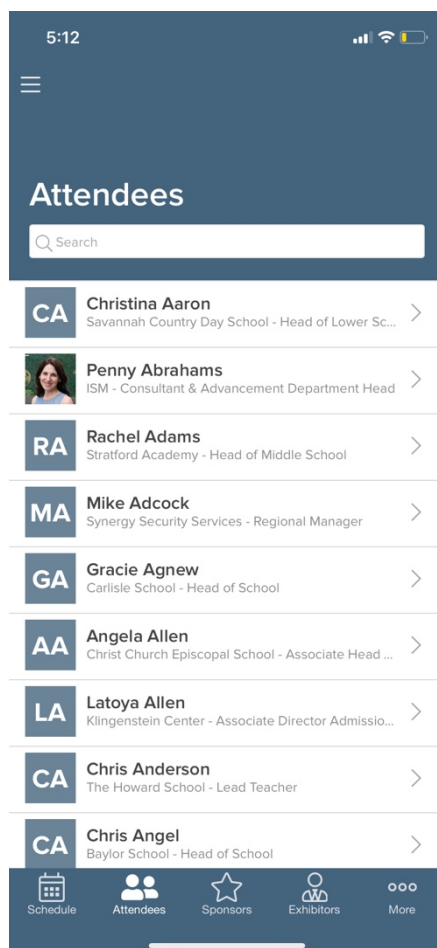 5:12
Attendees
Search
CA
Christina Aaron
Savannah Country Day School - Head of Lower Sc...
Penny Abrahams
ISM - Consultant & Advancement Department Head
RA
Rachel Adams
Stratford Academy - Head of Middle School
MA
Mike Adcock
Synergy Security Services - Regional Manager
GA
Gracie Agnew
Carlisle School - Head of School
AA
Angela Allen
Christ Church Episcopal School - Associate Head ...
LA
Latoya Allen
Klingenstein Center - Associate Director Admissio...
CA
Chris Anderson
The Howard School - Lead Teacher
CA
Chris Angel
Baylor School - Head of School
Schedule Attendees Sponsors Exhibitors More